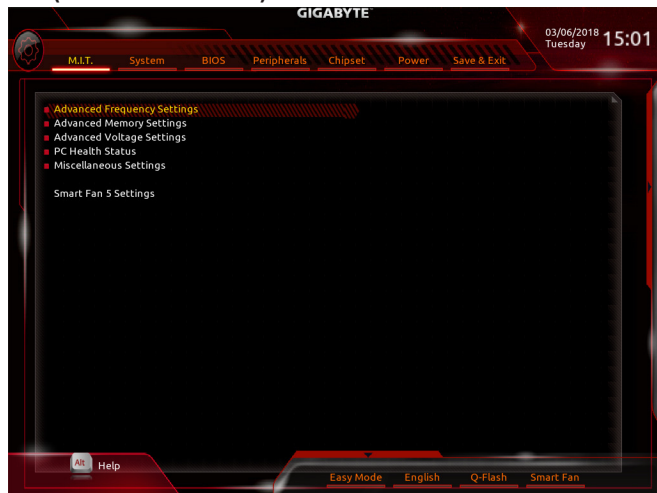 GIGABYTE™
03/06/2018 Tuesday 15:01
M.I.T. System BIOS Peripherals Chipset Power Save & Exit
Advanced Frequency Settings
Advanced Memory Settings
Advanced Voltage Settings
PC Health Status
Miscellaneous Settings
Smart Fan 5 Settings
Alt Help
Easy Mode English Q-Flash Smart Fan